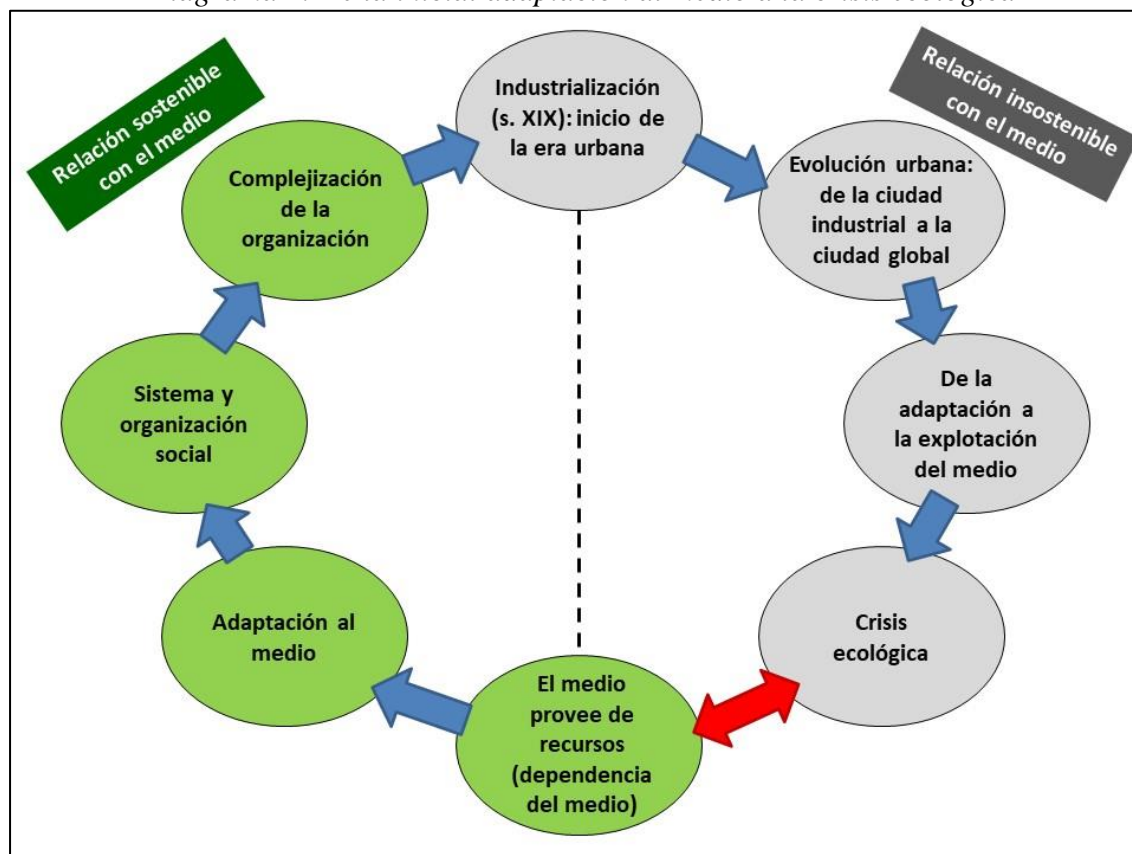 Relación sostenible
con el medio
Industrialización
(s. XIX): inicio de
la era urbana
Relación insostenible
con el medio
Complejización
de la
organización
Evolución urbana:
de la ciudad
industrial a la
ciudad global
Sistema y
organización
social
De la
adaptación a
la explotación
del medio
Adaptación al
medio
Crisis
ecológica
El medio
provee de
recursos
(dependencia
del medio)